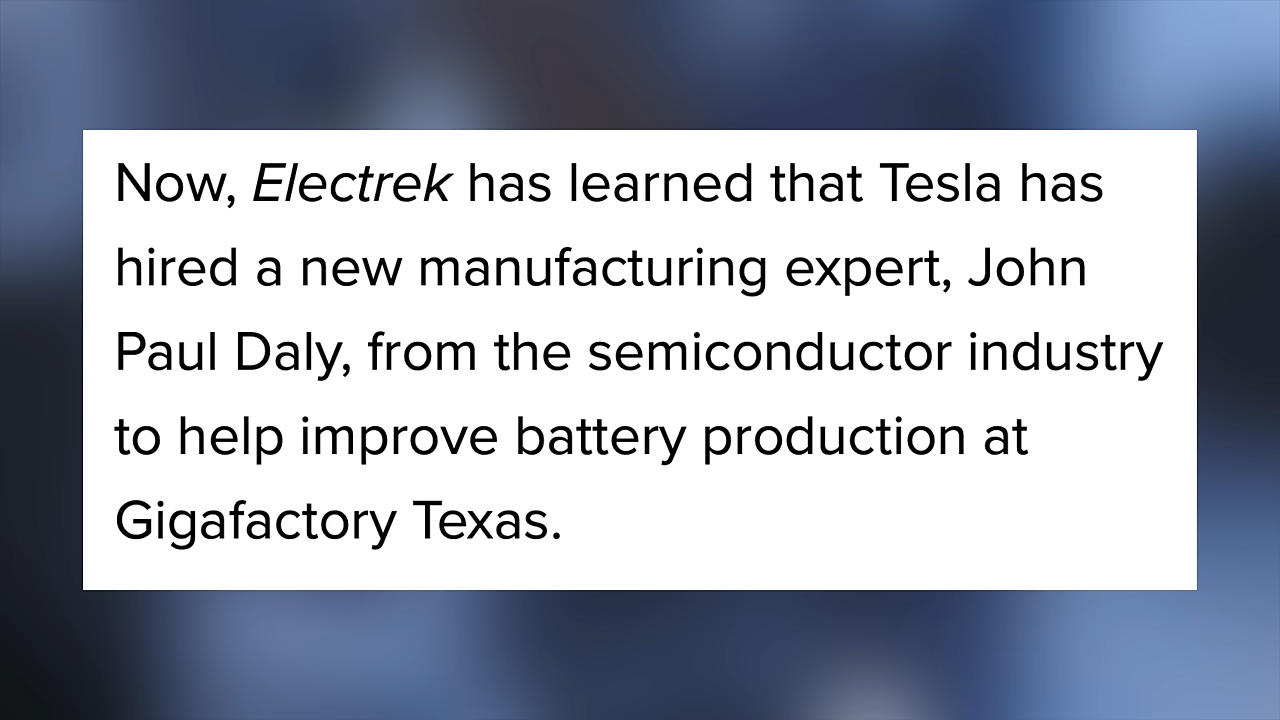 Now, Electrek has learned that Tesla has
hired a new manufacturing expert, John
Paul Daly, from the semiconductor industry
to help improve battery production at
Gigafactory Texas.